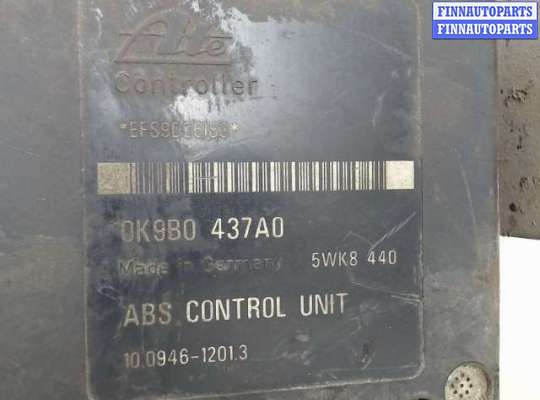 FINNAUTOPARTS
FINNAUTOPARTS
Ate
Controller
0K9B0 437A0
Made in Germany 5WK8 440
ABS CONTROL UNIT
10.0946-1201.3